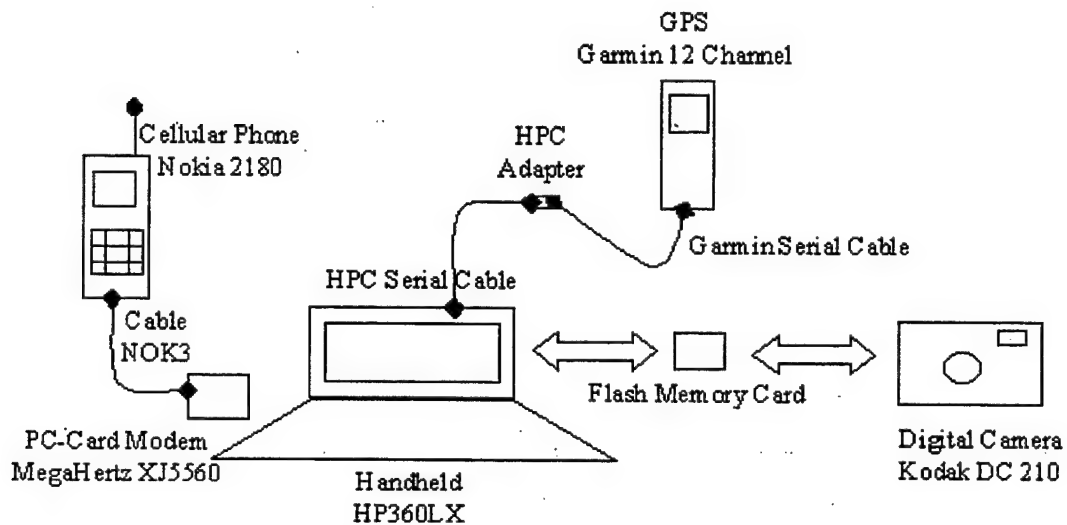 GPS
Garmin 12 Channel
Cellular Phone
Nokia 2180
HPC
Adapter
Garmin Serial Cable
HPC Serial Cable
Cable
NOK3
Flash Memory Card
PC-Card Modem
MegaHertz XJ5560
Digital Camera
Kodak DC 210
Handheld
HP360LX